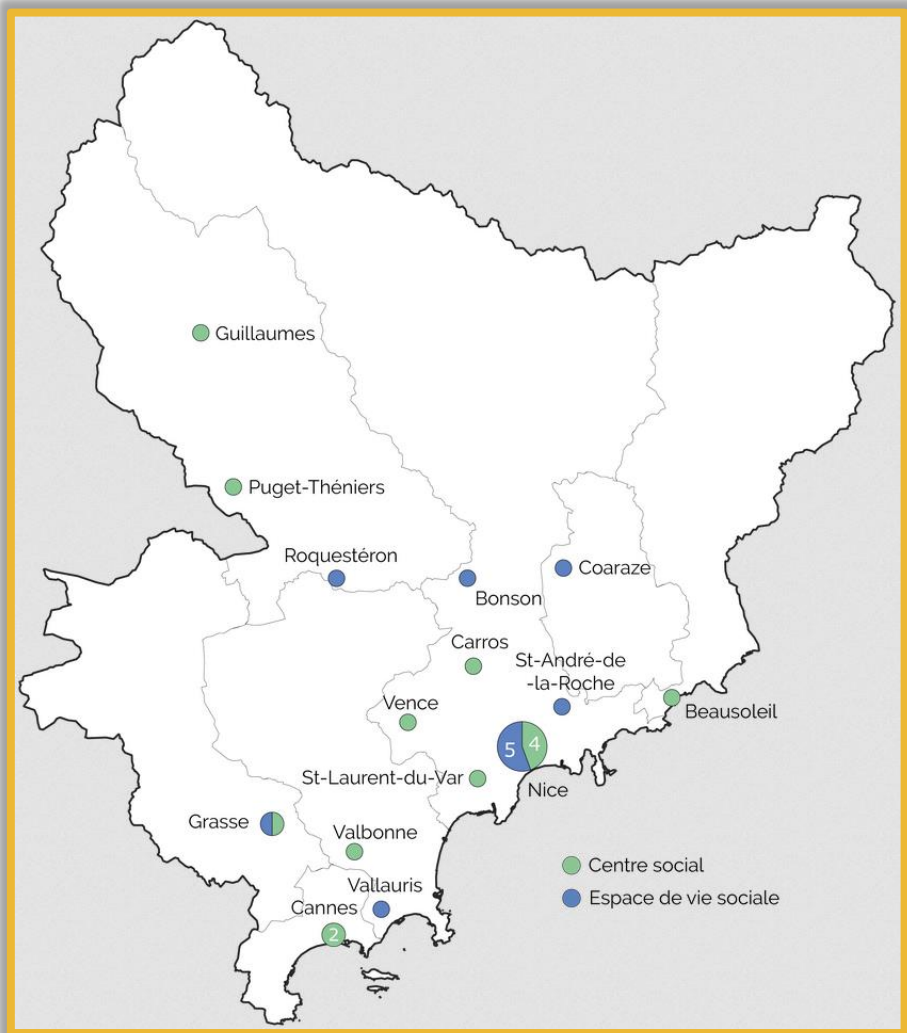 Guillaumes
Puget-Théniers
Roquestéron
Coaraze
Bonson
Carros
St-André-de
-la-Roche
Vence
Beausoleil
5
4
St-Laurent-du-Var
Nice
Grasse
Valbonne
Centre social
Vallauris
Espace de vie sociale
Cannes
2